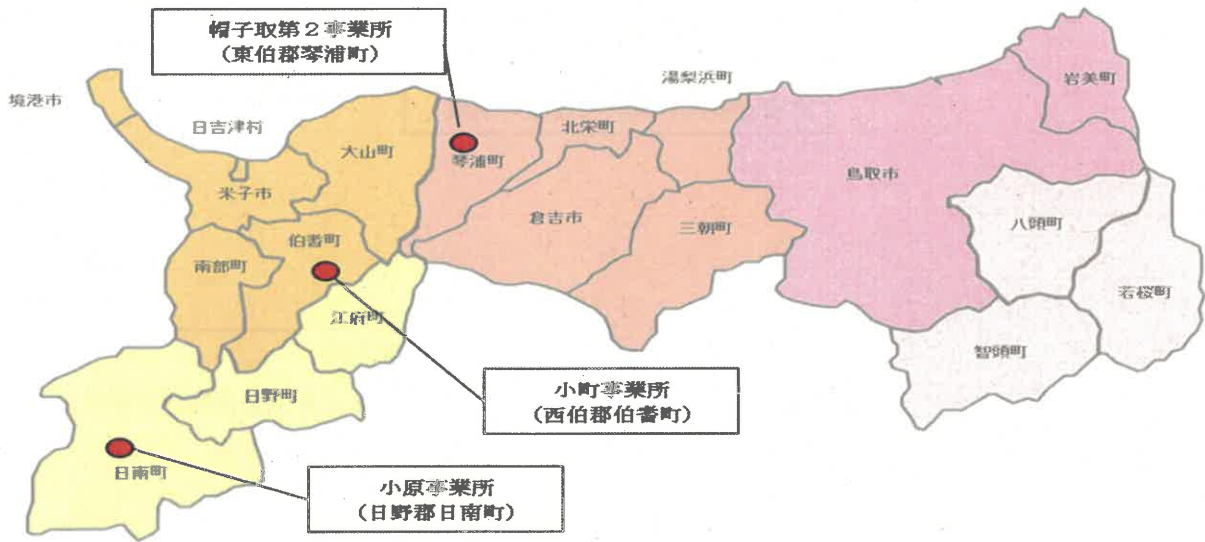 帽子取第２事業所
（東伯郡琴浦町）
湯梨浜町
岩美町
境港市
日吉津村
北栄町
大山町
琴浦町
鳥取市
米子市
倉吉市
八頭町
三朝町
伯耆町
南部町
若桜町
江府町
智頭町
小町事業所
（西伯郡伯耆町）
日野町
日南町
小原事業所
（日野郡日南町）